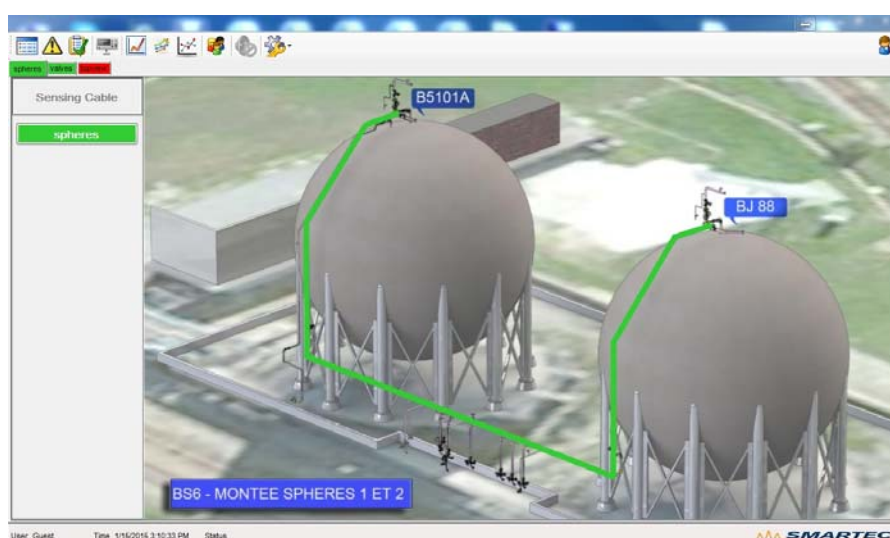 spheres valves
Sensing Cable
spheres
B5101A
BJ 88
BS6 - MONTEE SPHERES 1 ET 2
User Guest Time 1/15/2015 3:10:33 PM Status
SMARTEC